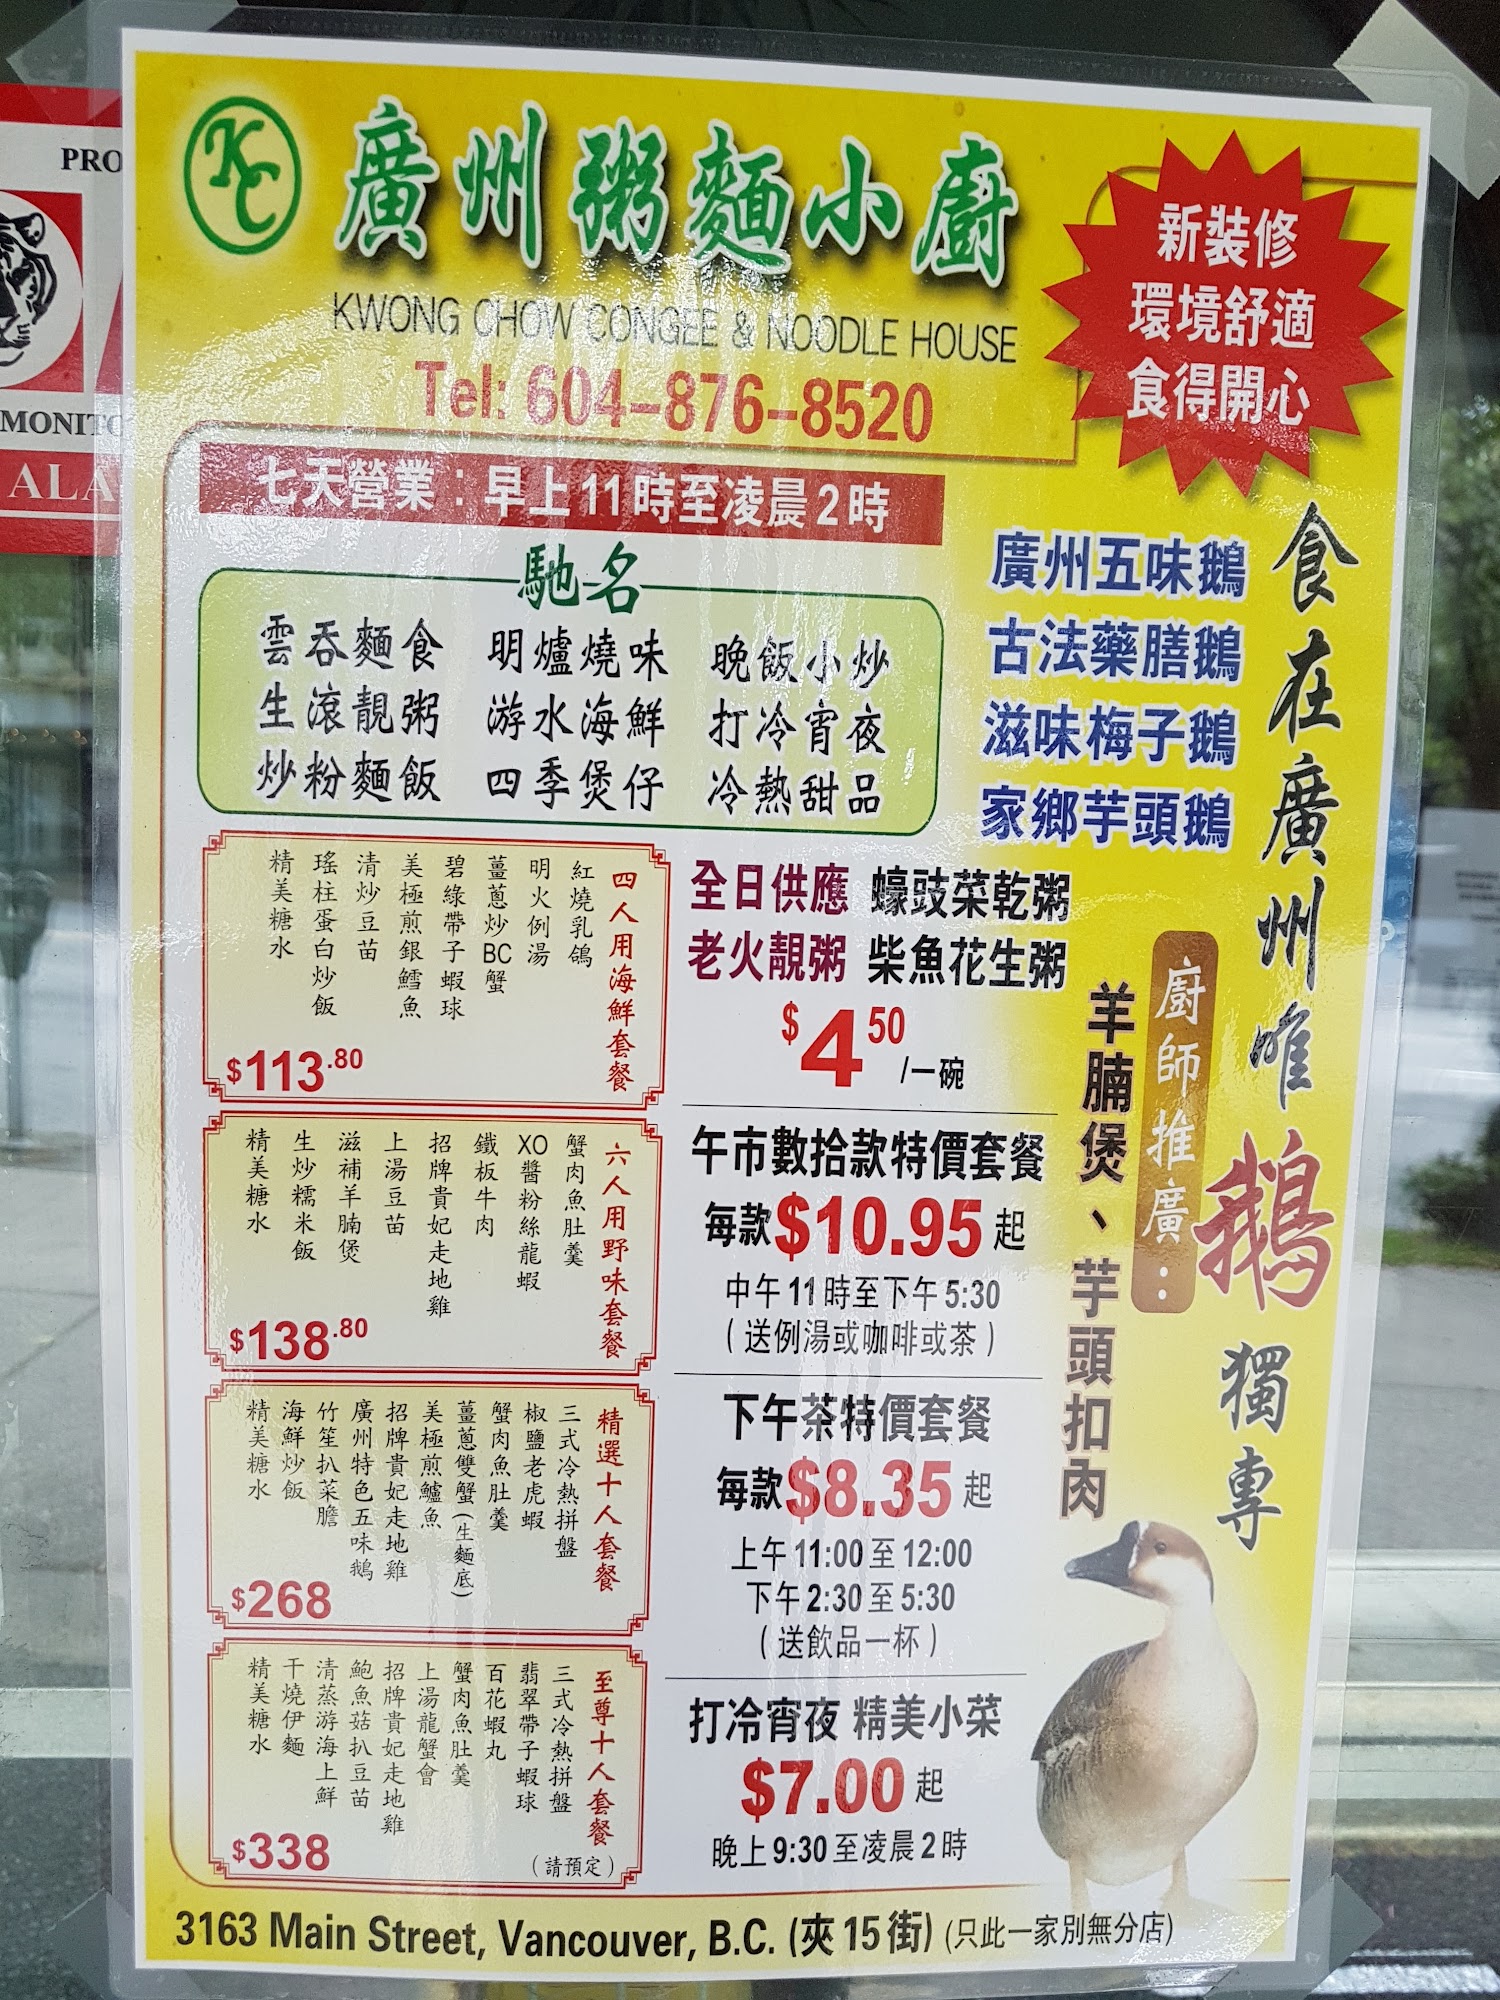 PRO
MONITO
ALA
KC
廣州粥麵小廚
KWONG CHOW CONGEE & NOODLE HOUSE
Tel: 604-876-8520
新裝修
環境舒適
食得開心
七天營業：早上11時至凌晨2時
馳名
雲吞麵食 明爐燒味 晚飯小炒
生滾靚粥 游水海鮮 打冷宵夜
炒粉麵飯 四季煲仔 冷熱甜品
廣州五味鵝
古法藥膳鵝
滋味梅子鵝
家鄉芋頭鵝
食在廣州唯鵝獨專
廚師推廣：
羊腩煲、芋頭扣肉
四人用海鮮套餐
紅燒乳鴿
明火例湯
薑蔥炒BC蟹
碧綠帶子蝦球
美極煎銀鱈魚
清炒豆苗
瑤柱蛋白炒飯
精美糖水
$113.80
六人用野味套餐
蟹肉魚肚羹
XO醬粉絲龍蝦
鐵板牛肉
招牌貴妃走地雞
上湯豆苗
滋補羊腩煲
生炒糯米飯
精美糖水
$138.80
精選十人套餐
三式冷熱拼盤
椒鹽老虎蝦
蟹肉魚肚羹
薑蔥雙蟹(生麵底)
美極煎鱸魚
招牌貴妃走地雞
廣州特色五味鵝
竹笙扒菜膽
海鮮炒飯
精美糖水
$268
至尊十人套餐
(請預定)
三式冷熱拼盤
翡翠帶子蝦球
百花蝦丸
蟹肉魚肚羹
上湯龍蟹會
招牌貴妃走地雞
鮑魚菇扒豆苗
清蒸游海上鮮
干燒伊麵
精美糖水
$338
全日供應 蠔豉菜乾粥
老火靚粥 柴魚花生粥
$4.50/一碗
午市數拾款特價套餐
每款$10.95起
中午11時至下午5:30
(送例湯或咖啡或茶)
下午茶特價套餐
每款$8.35起
上午11:00至12:00
下午2:30至5:30
(送飲品一杯)
打冷宵夜 精美小菜
$7.00起
晚上9:30至凌晨2時
3163 Main Street, Vancouver, B.C. (夾15街) (只此一家別無分店)